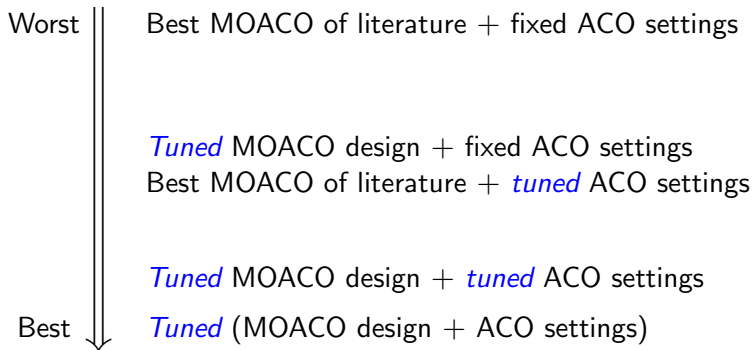 Worst Best MOACO of literature + fixed ACO settings
Tuned MOACO design + fixed ACO settings
Best MOACO of literature + tuned ACO settings
Tuned MOACO design + tuned ACO settings
Best Tuned (MOACO design + ACO settings)